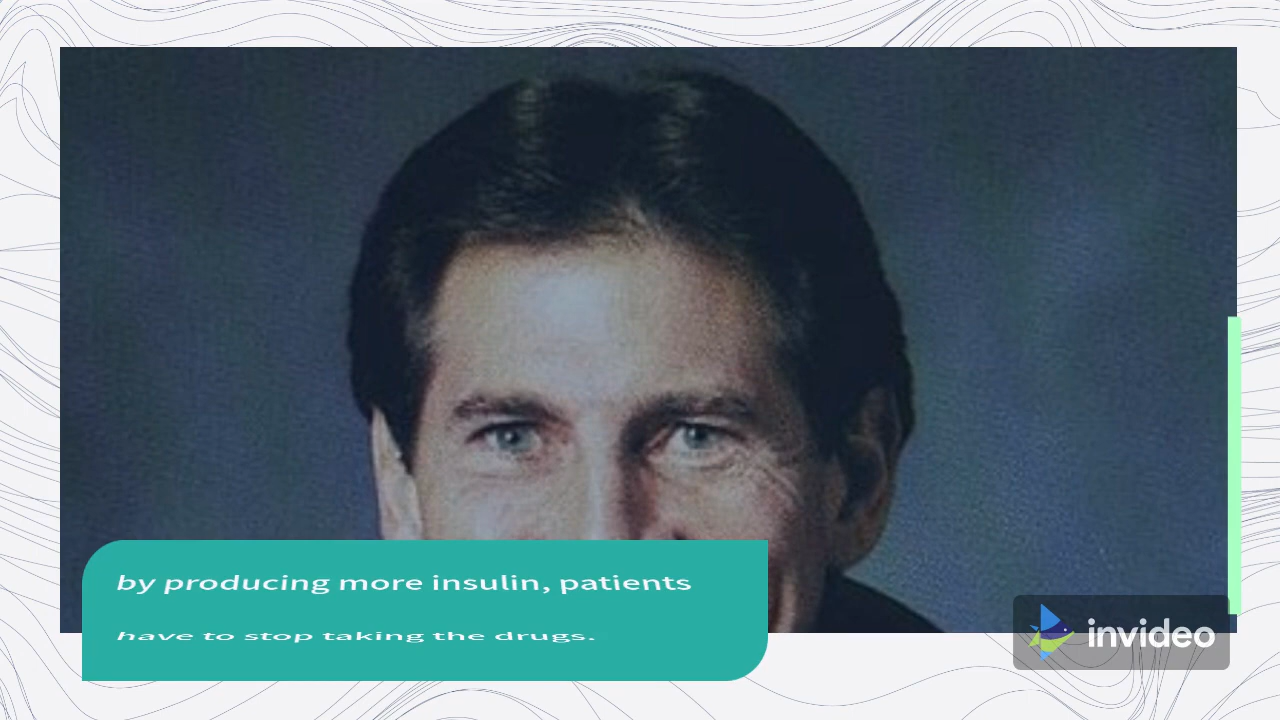 by producing more insulin, patients
have to stop taking the drugs.
invideo